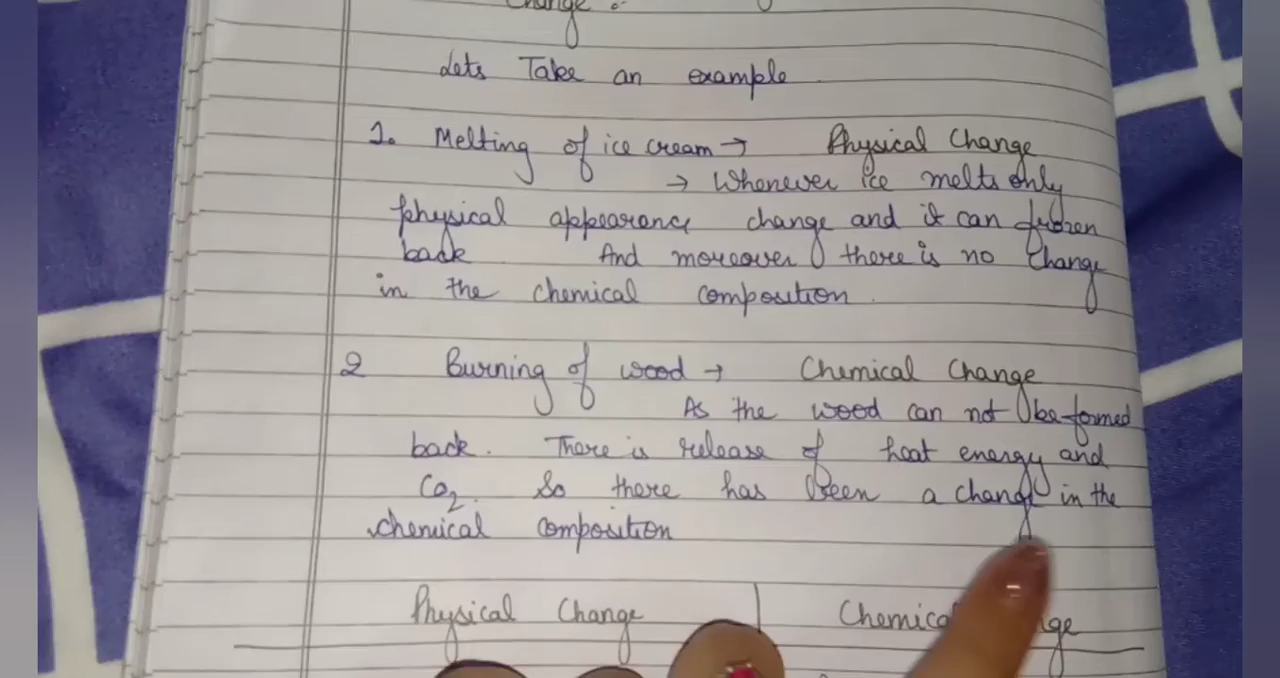 Change :-
Lets Take an example
1. Melting of ice cream → Physical Change
→ Whenever ice melts only
physical appearance change and it can frozen
back And moreover there is no change
in the chemical composition.
2 Burning of wood → Chemical Change
As the wood can not be formed
back. There is release of heat energy and
CO2. So there has been a change in the
chemical composition
Physical Change Chemical